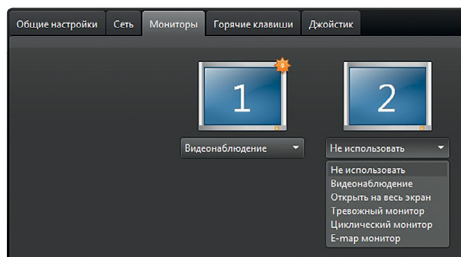 Общие настройки Сеть Мониторы Горячие клавиши Джойстик
1 2
Видеонаблюдение Не использовать
Не использовать
Видеонаблюдение
Открыть на весь экран
Тревожный монитор
Циклический монитор
E-map монитор